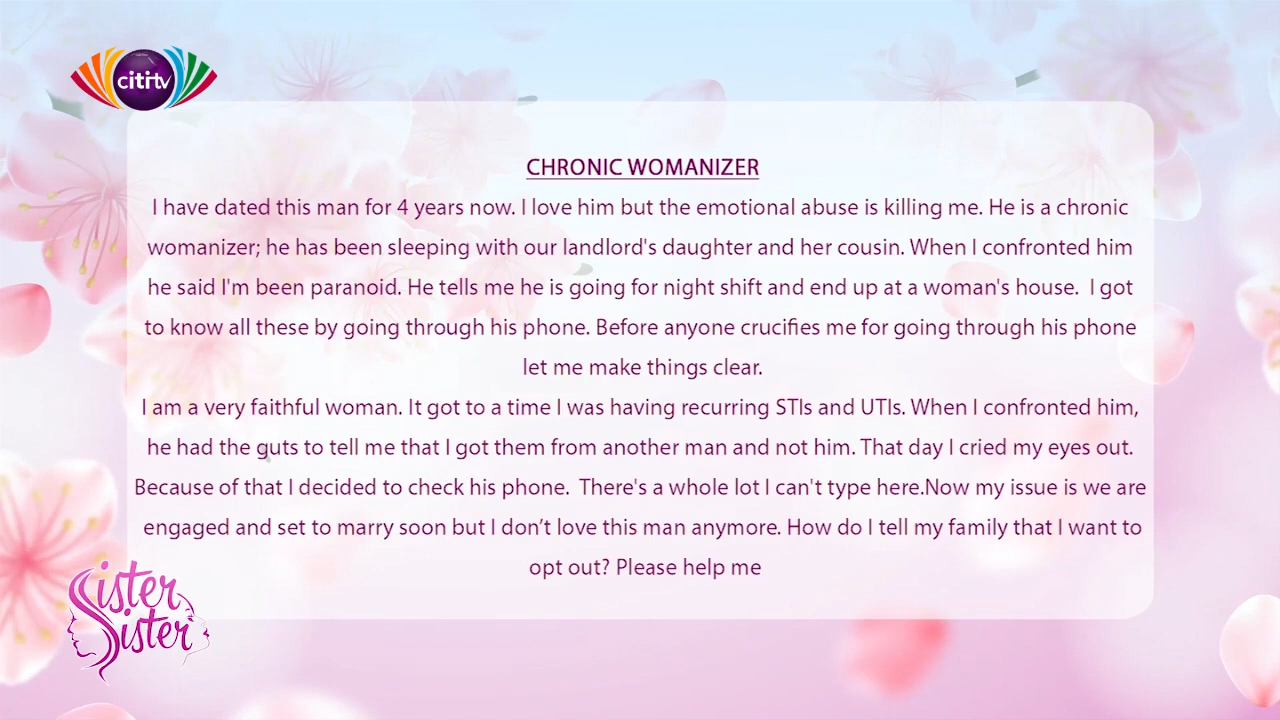 citi tv
CHRONIC WOMANIZER
I have dated this man for 4 years now. I love him but the emotional abuse is killing me. He is a chronic
womanizer; he has been sleeping with our landlord's daughter and her cousin. When I confronted him
he said I'm been paranoid. He tells me he is going for night shift and end up at a woman's house.  I got
to know all these by going through his phone. Before anyone crucifies me for going through his phone
let me make things clear.
I am a very faithful woman. It got to a time I was having recurring STIs and UTIs. When I confronted him,
he had the guts to tell me that I got them from another man and not him. That day I cried my eyes out.
Because of that I decided to check his phone.  There's a whole lot I can't type here.Now my issue is we are
engaged and set to marry soon but I don’t love this man anymore. How do I tell my family that I want to
opt out? Please help me
Sister
Sister